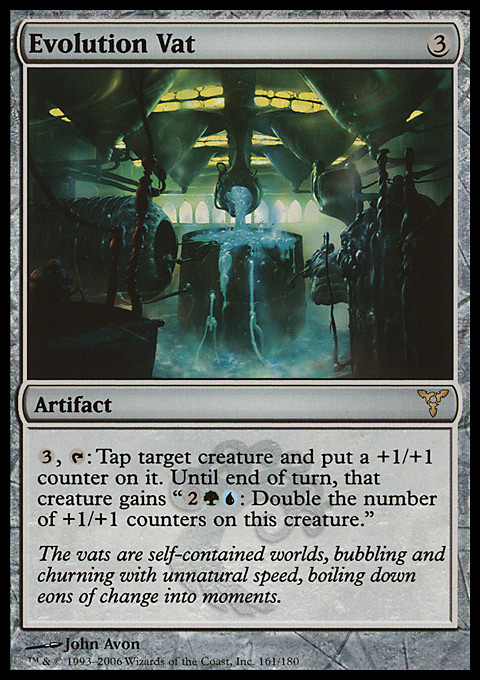 Evolution Vat 3
Artifact
3, : Tap target creature and put a +1/+1
counter on it. Until end of turn, that
creature gains “2: Double the number
of +1/+1 counters on this creature.”
The vats are self-contained worlds, bubbling and
churning with unnatural speed, boiling down
eons of change into moments.
John Avon
™ & © 1993–2006 Wizards of the Coast, Inc. 161/180